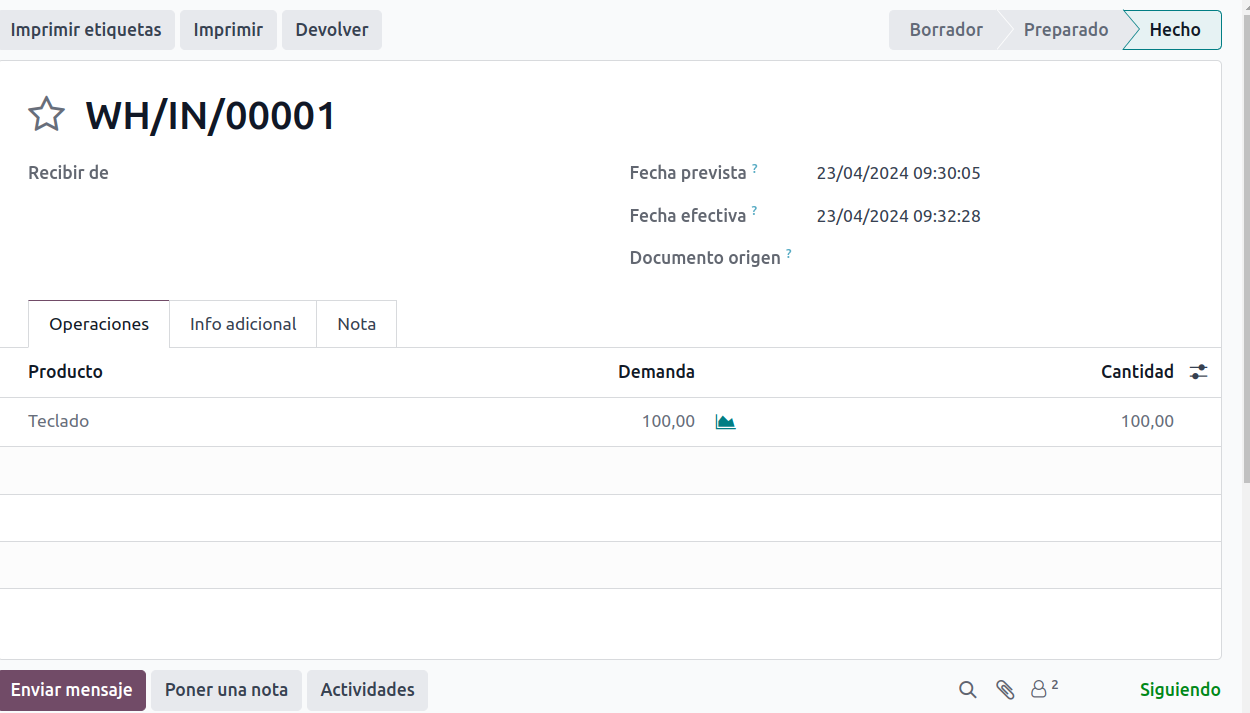 Imprimir etiquetas Imprimir Devolver Borrador Preparado Hecho
WH/IN/00001
Recibir de Fecha prevista ? 23/04/2024 09:30:05
Fecha efectiva ? 23/04/2024 09:32:28
Documento origen ?
Operaciones Info adicional Nota
Producto Demanda Cantidad
Teclado 100,00 100,00
Enviar mensaje Poner una nota Actividades 2 Siguiendo